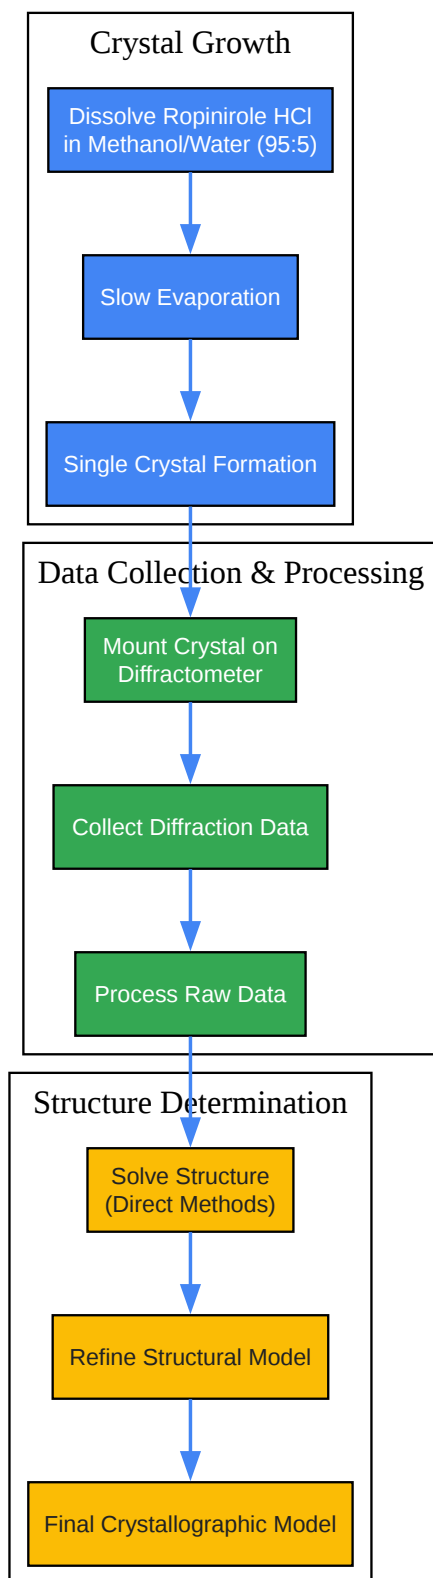 Crystal Growth
Dissolve Ropinirole HCl
in Methanol/Water (95:5)
Slow Evaporation
Single Crystal Formation
Data Collection & Processing
Mount Crystal on
Diffractometer
Collect Diffraction Data
Process Raw Data
Structure Determination
Solve Structure
(Direct Methods)
Refine Structural Model
Final Crystallographic Model